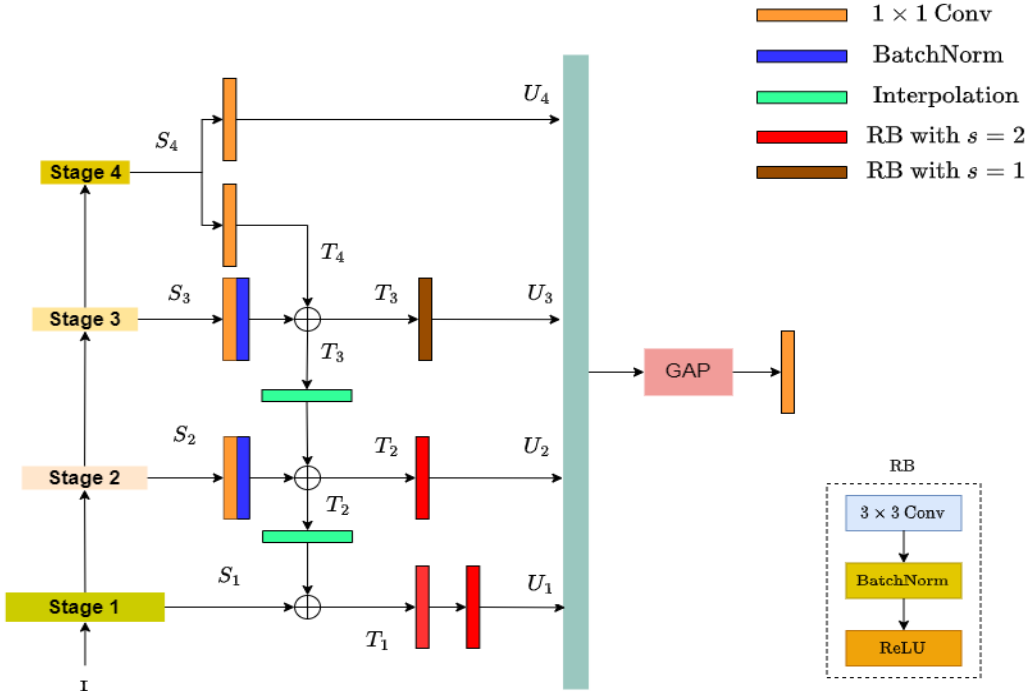 1 × 1 Conv
BatchNorm
Interpolation
RB with s = 2
RB with s = 1
U₄
S₄
Stage 4
T₄
S₃
T₃
U₃
Stage 3
T₃
GAP
S₂
T₂
U₂
Stage 2
T₂
RB
3 × 3 Conv
BatchNorm
ReLU
S₁
U₁
Stage 1
T₁
I